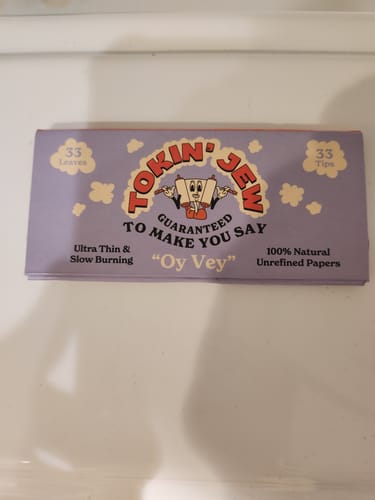 33
Leaves
TOKIN' JEW
33
Tips
GUARANTEED
TO MAKE YOU SAY
"Oy Vey"
Ultra Thin &
Slow Burning
100% Natural
Unrefined Papers